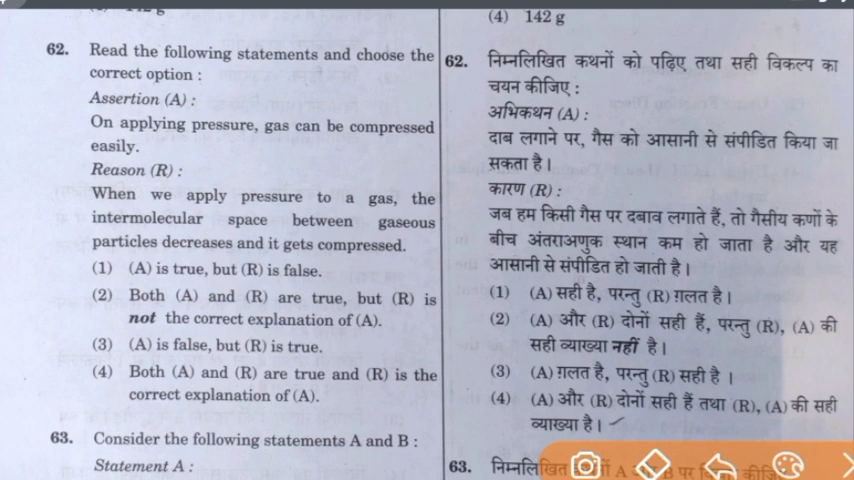 (4) 142 g
62. Read the following statements and choose the
correct option :
Assertion (A) :
On applying pressure, gas can be compressed
easily.
Reason (R) :
When we apply pressure to a gas, the
intermolecular space between gaseous
particles decreases and it gets compressed.
(1) (A) is true, but (R) is false.
(2) Both (A) and (R) are true, but (R) is
not the correct explanation of (A).
(3) (A) is false, but (R) is true.
(4) Both (A) and (R) are true and (R) is the
correct explanation of (A).
63. Consider the following statements A and B :
Statement A :
62. निम्नलिखित कथनों को पढ़िए तथा सही विकल्प का
चयन कीजिए :
अभिकथन (A) :
दाब लगाने पर, गैस को आसानी से संपीडित किया जा
सकता है।
कारण (R) :
जब हम किसी गैस पर दबाव लगाते हैं, तो गैसीय कणों के
बीच अंतराअणुक स्थान कम हो जाता है और यह
आसानी से संपीडित हो जाती है।
(1) (A) सही है, परन्तु (R) ग़लत है।
(2) (A) और (R) दोनों सही हैं, परन्तु (R), (A) की
सही व्याख्या नहीं है।
(3) (A) ग़लत है, परन्तु (R) सही है ।
(4) (A) और (R) दोनों सही हैं तथा (R), (A) की सही
व्याख्या है।
63. निम्नलिखित A B पर